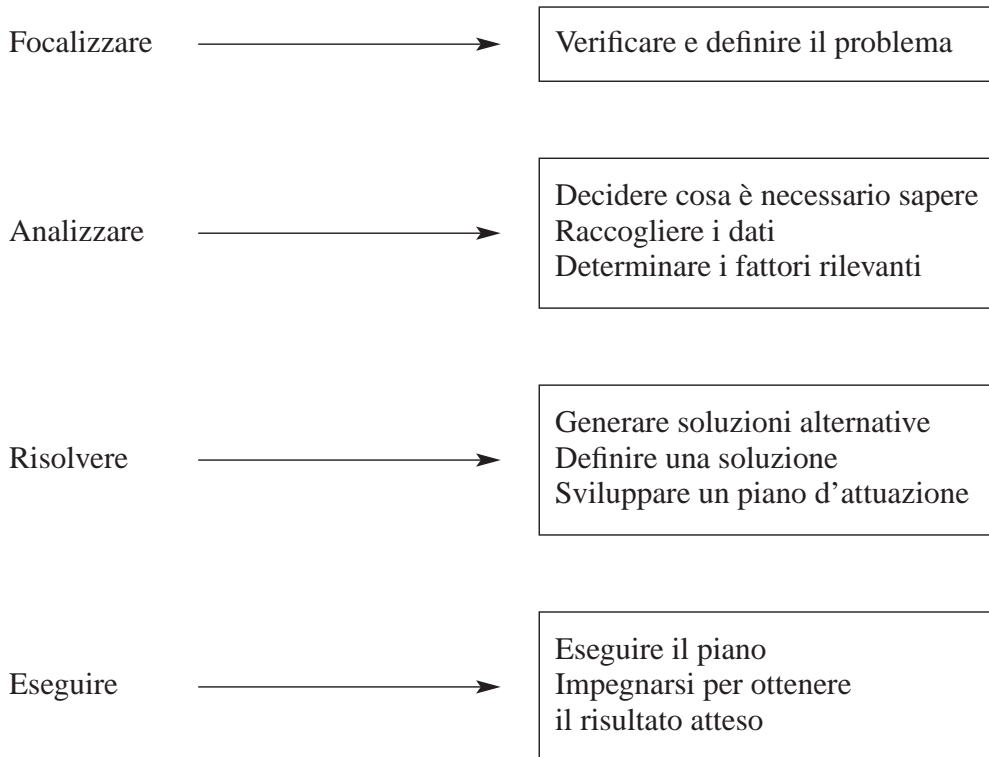 Focalizzare
Verificare e definire il problema
Analizzare
Decidere cosa è necessario sapere
Raccogliere i dati
Determinare i fattori rilevanti
Risolvere
Generare soluzioni alternative
Definire una soluzione
Sviluppare un piano d’attuazione
Eseguire
Eseguire il piano
Impegnarsi per ottenere
il risultato atteso